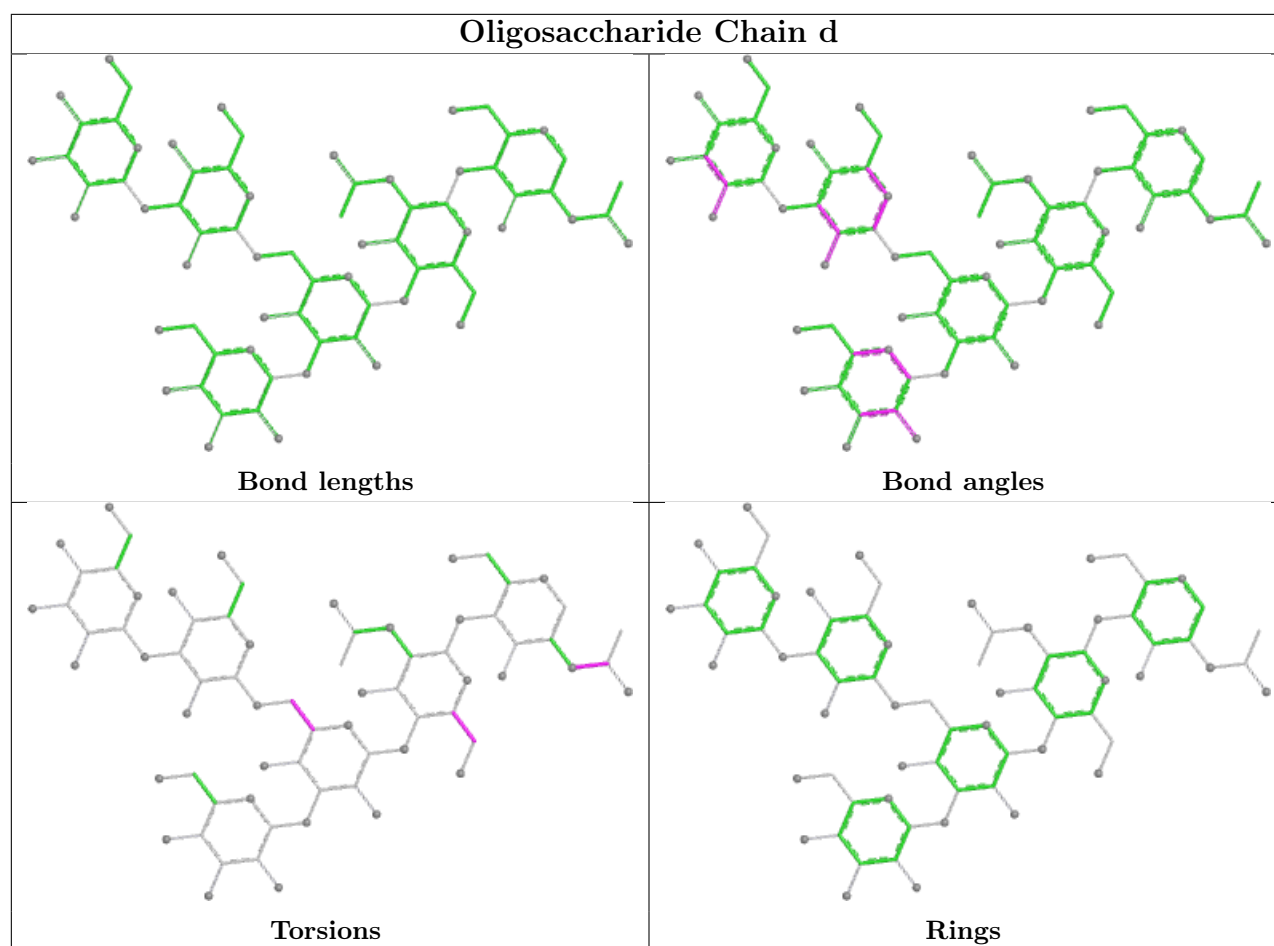 Oligosaccharide Chain d
Bond lengths
Bond angles
Torsions
Rings